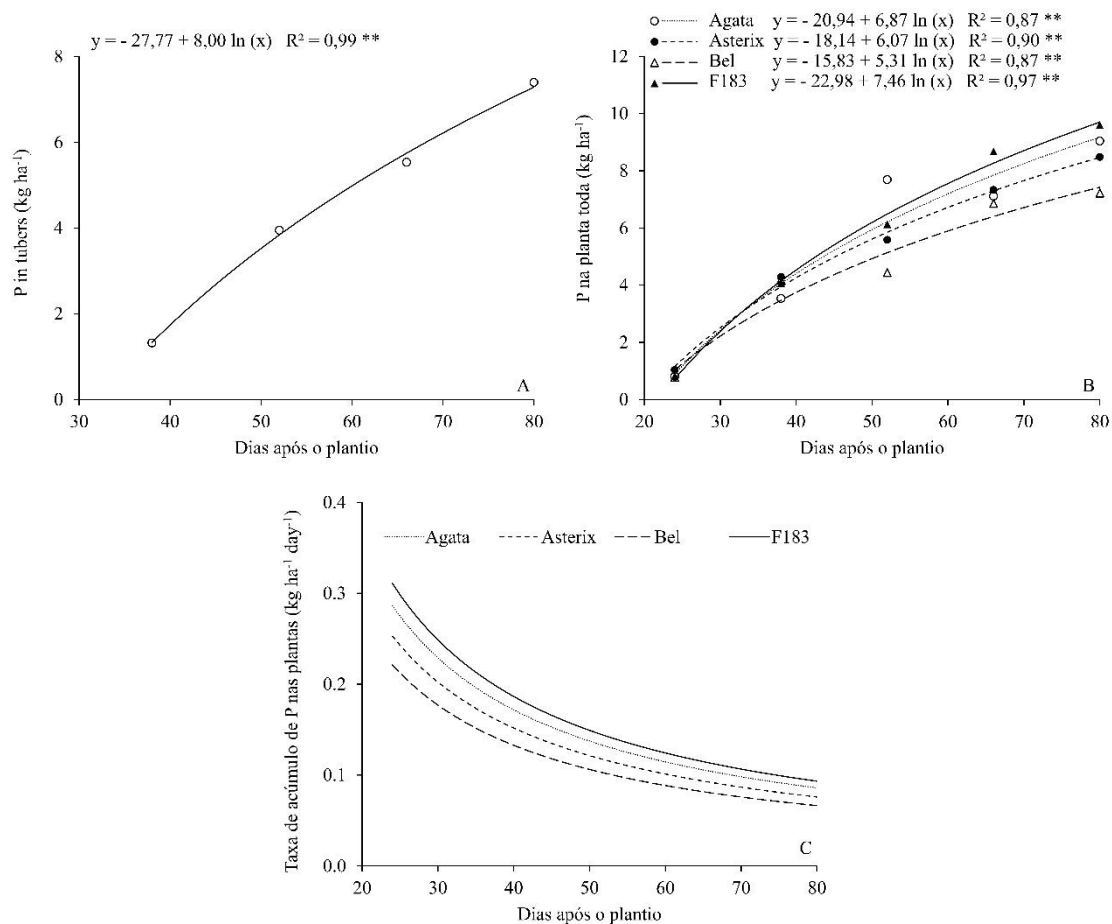 y = - 27,77 + 8,00 ln (x)   R² = 0,99 **
P in tubers (kg ha⁻¹)
8
6
4
2
0
30 40 50 60 70 80
Dias após o plantio
A
Agata y = - 20,94 + 6,87 ln (x) R² = 0,87 **
Asterix y = - 18,14 + 6,07 ln (x) R² = 0,90 **
Bel y = - 15,83 + 5,31 ln (x) R² = 0,87 **
F183 y = - 22,98 + 7,46 ln (x) R² = 0,97 **
P na planta toda (kg ha⁻¹)
12
10
8
6
4
2
0
20 30 40 50 60 70 80
Dias após o plantio
B
Taxa de acúmulo de P nas plantas (kg ha⁻¹ day⁻¹)
0.4
0.3
0.2
0.1
0.0
Agata Asterix Bel F183
20 30 40 50 60 70 80
Dias após o plantio
C